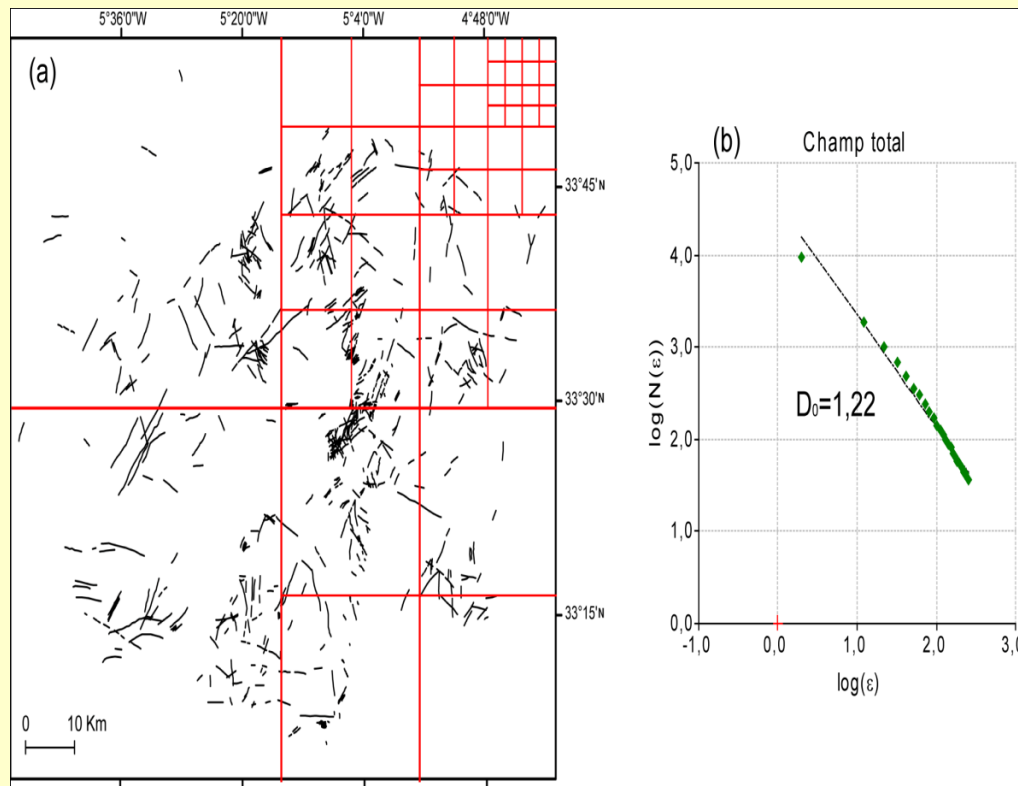 5°36'0"W 5°20'0"W 5°4'0"W 4°48'0"W
(a)
33°45'N
33°30'N
33°15'N
0 10 Km
(b)
Champ total
5,0
4,0
3,0
2,0
1,0
0,0
log(N(ε))
D₀=1,22
-1,0 0,0 1,0 2,0 3,0
log(ε)